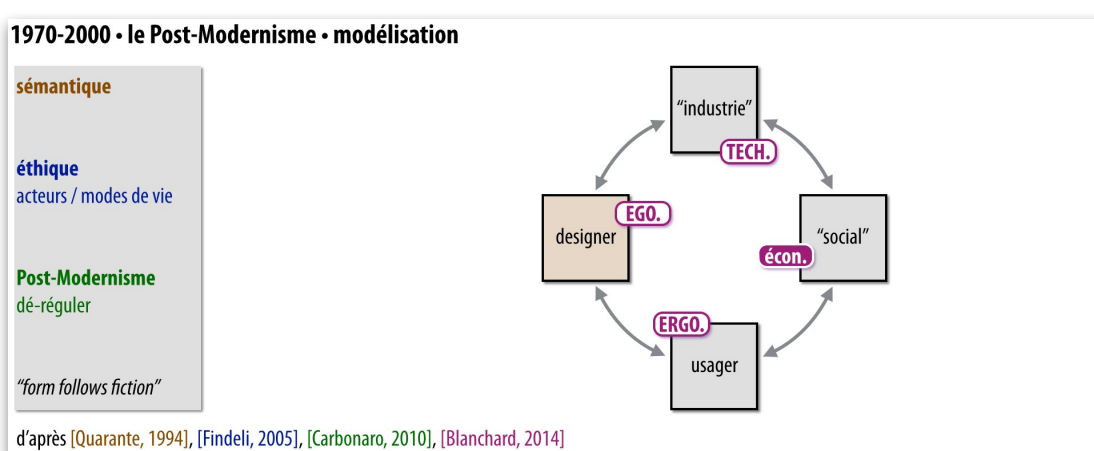 1970-2000 • le Post-Modernisme • modélisation
sémantique
éthique
acteurs / modes de vie
Post-Modernisme
dé-réguler
“form follows fiction”
“industrie”
TECH.
designer
EGO.
“social”
écon.
ERGO.
usager
d’après [Quarante, 1994], [Findeli, 2005], [Carbonaro, 2010], [Blanchard, 2014]